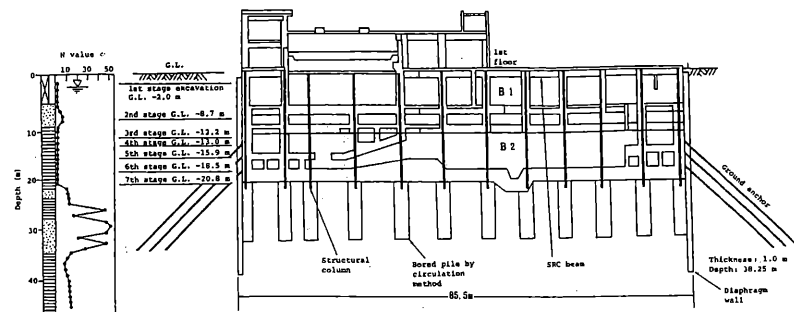 N value
10 30 50
G.L.
0
1st stage excavation
G.L. -2.0 m
2nd stage G.L. -8.7 m
10
3rd stage G.L. -13.2 m
4th stage G.L. -13.0 m
5th stage G.L. -15.9 m
6th stage G.L. -18.5 m
20
7th stage G.L. -20.8 m
30
40
Depth (m)
1st
floor
B 1
B 2
Ground anchor
Structural
column
Bored pile by
circulation
method
SRC beam
Thickness: 1.0 m
Depth: 38.25 m
Diaphragm
wall
85.5m